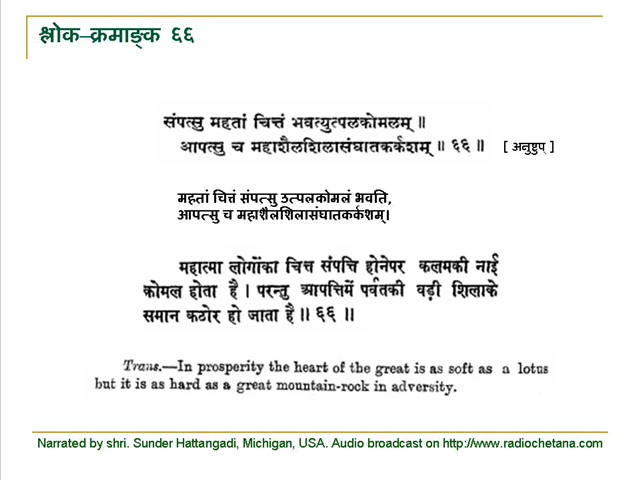 श्लोक–क्रमाङ्क ६६
संपत्सु महतां चित्तं भवत्युत्पलकोमलम् ॥
आपत्सु च महाशैलशिलासंघातकर्कशम् ॥ ६६ ॥ [ अनुष्टुप् ]
महतां चित्तं संपत्सु उत्पलकोमलं भवति,
आपत्सु च महाशैलशिलासंघातकर्कशम्।
महात्मा लोगोंका चित्त संपत्ति होनेपर कलमकी नाई
कोमल होता है । परन्तु आपत्तिमें पर्वतकी वड़ी शिलाके
समान कठोर हो जाता है ॥ ६६ ॥
Trans.—In prosperity the heart of the great is as soft as a lotus
but it is as hard as a great mountain-rock in adversity.
Narrated by shri. Sunder Hattangadi, Michigan, USA. Audio broadcast on http://www.radiochetana.com